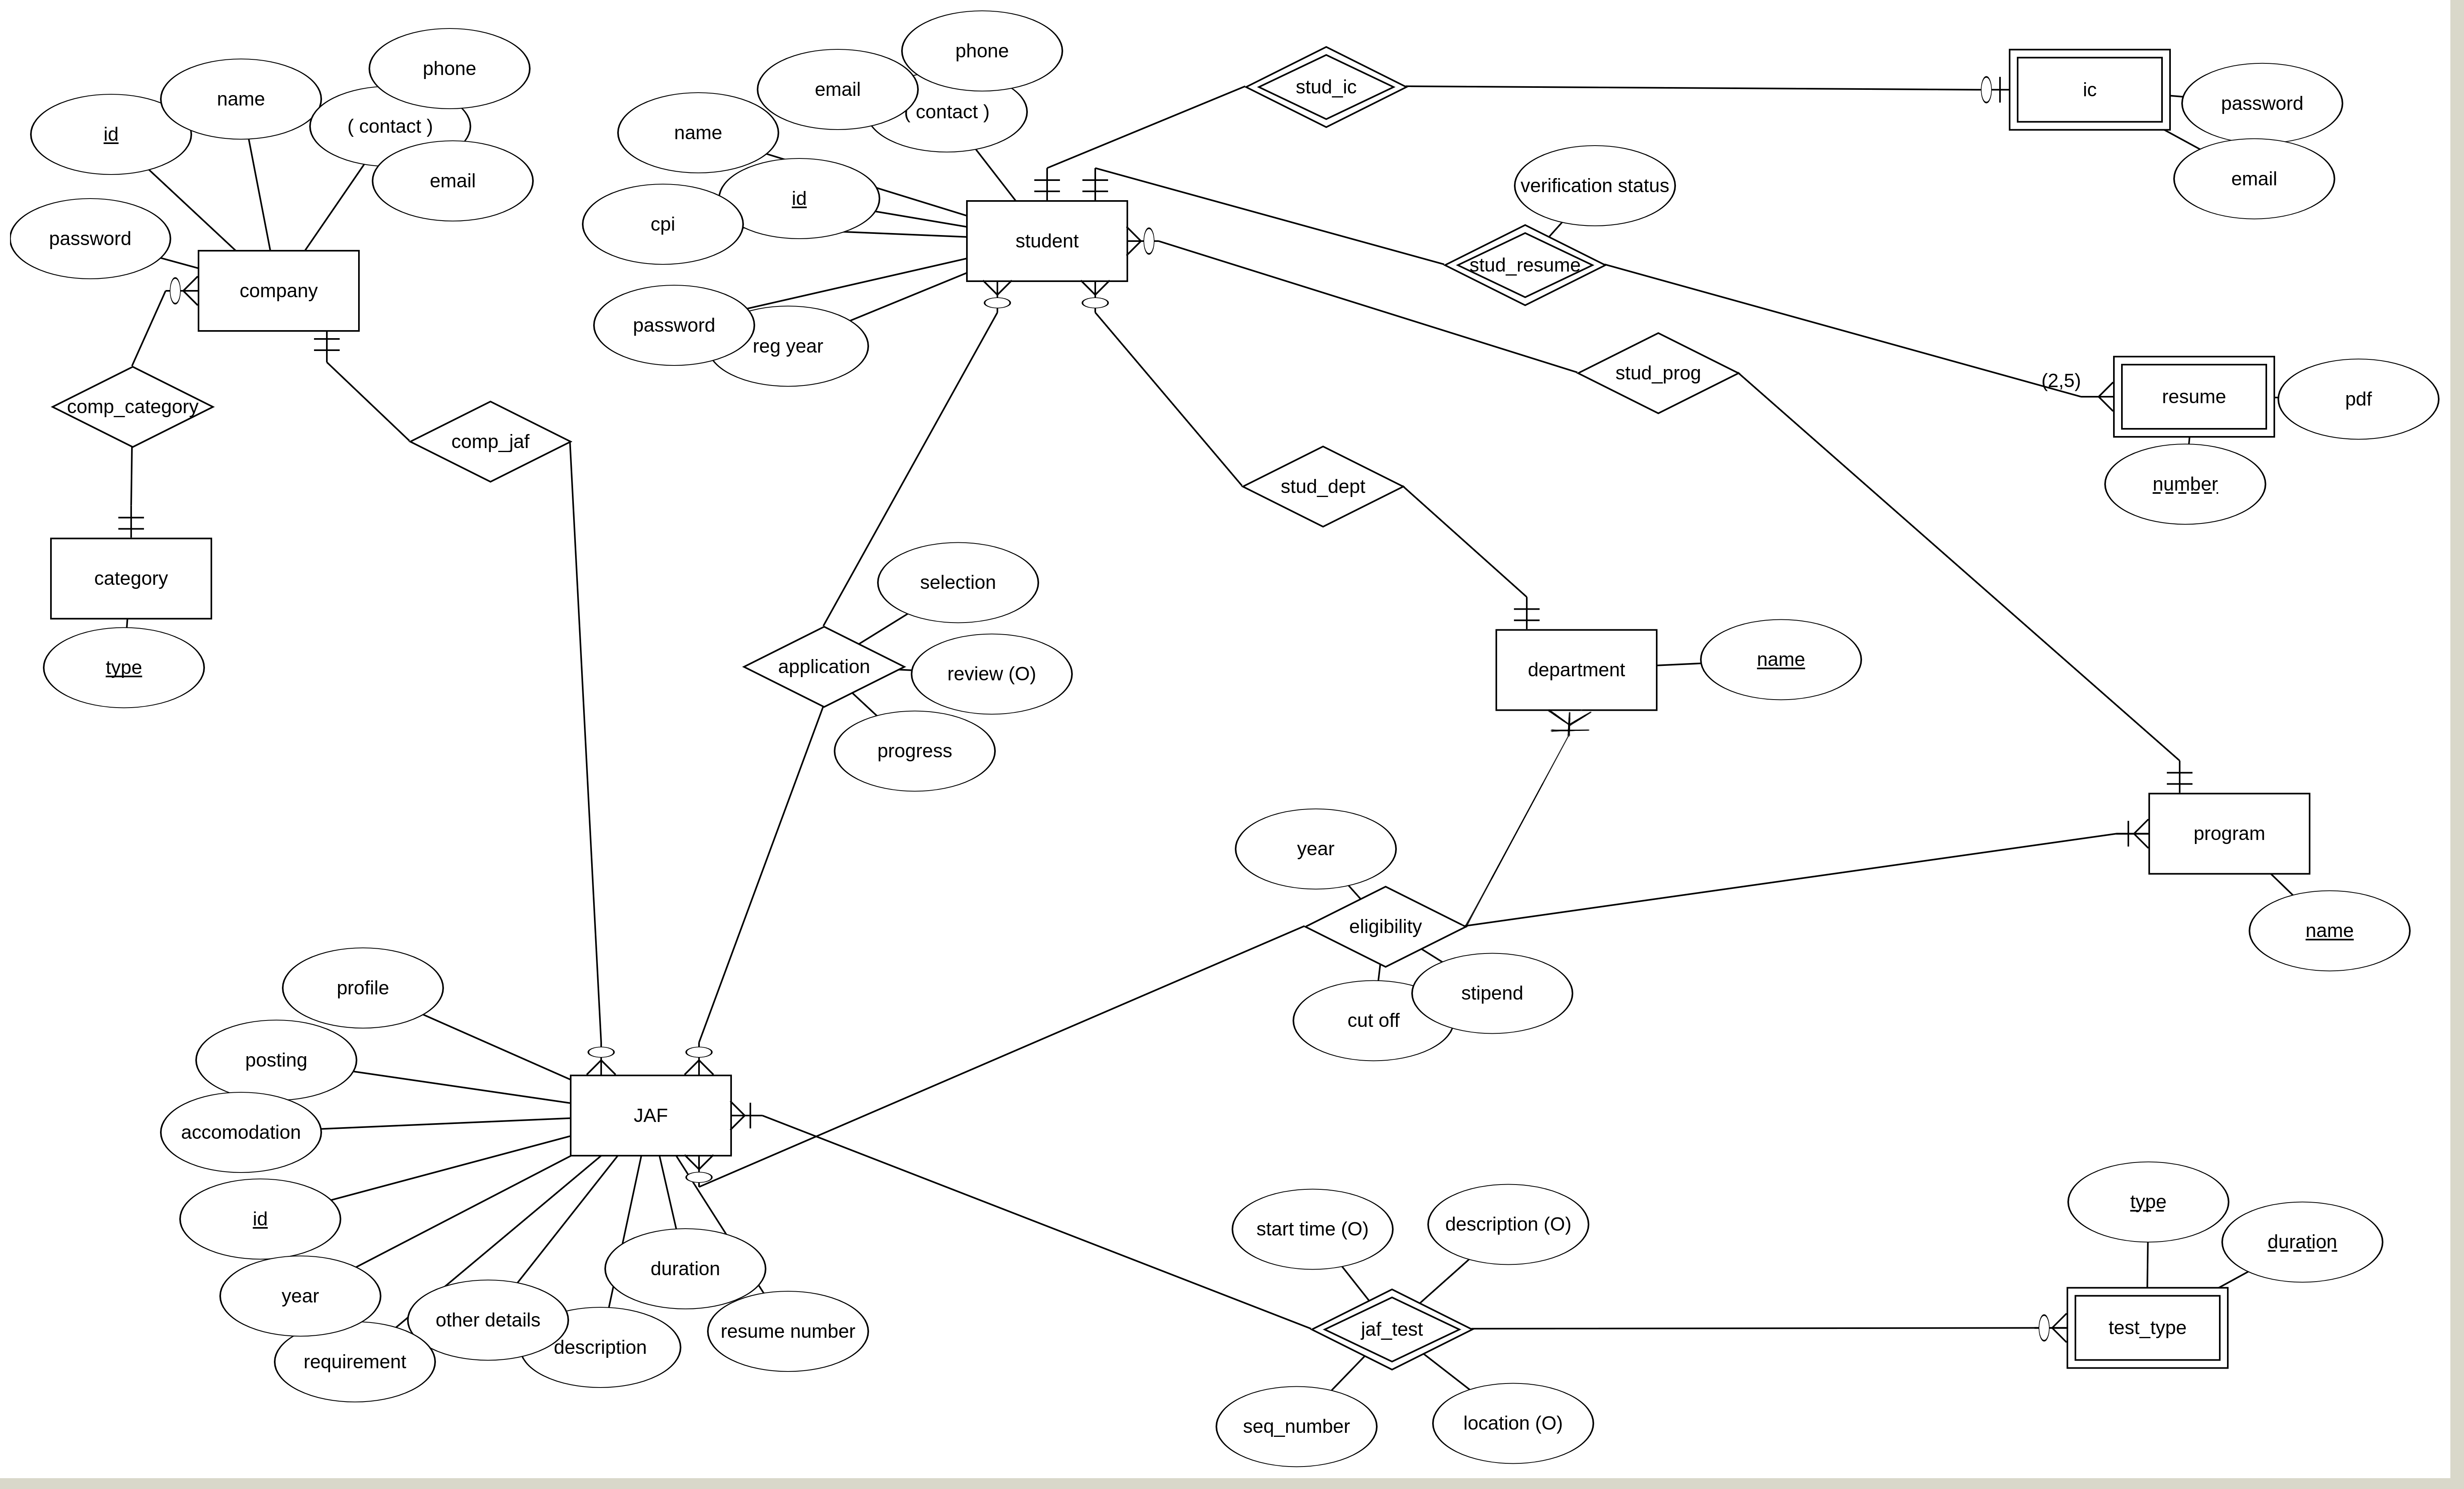 phone
phone
email
name
( contact )
( contact )
id
name
stud_ic
ic
password
email
email
verification status
password
cpi
id
student
company
stud_resume
password
reg year
stud_prog
(2,5)
resume
pdf
comp_category
comp_jaf
stud_dept
number
category
selection
type
application
review (O)
department
name
progress
year
program
eligibility
name
profile
stipend
cut off
posting
JAF
accomodation
id
type
start time (O)
description (O)
duration
duration
year
other details
resume number
jaf_test
test_type
description
requirement
seq_number
location (O)